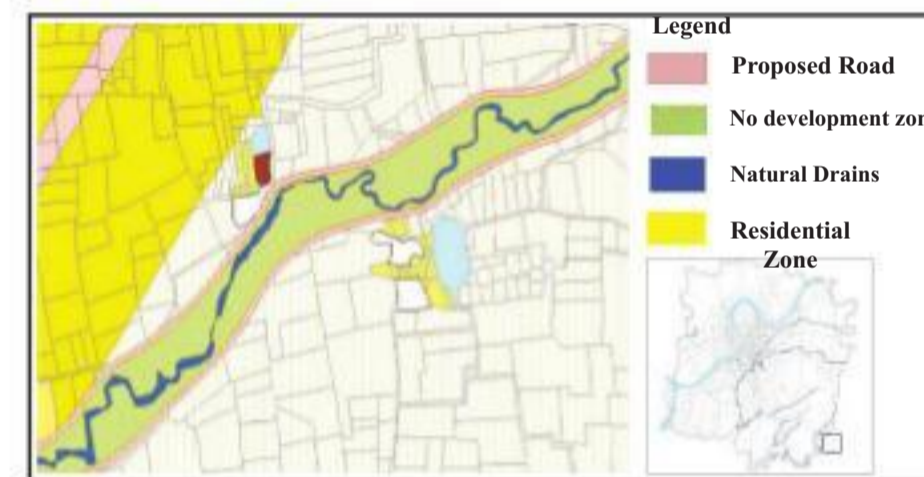 Legend
Proposed Road
No development zon
Natural Drains
Residential
Zone